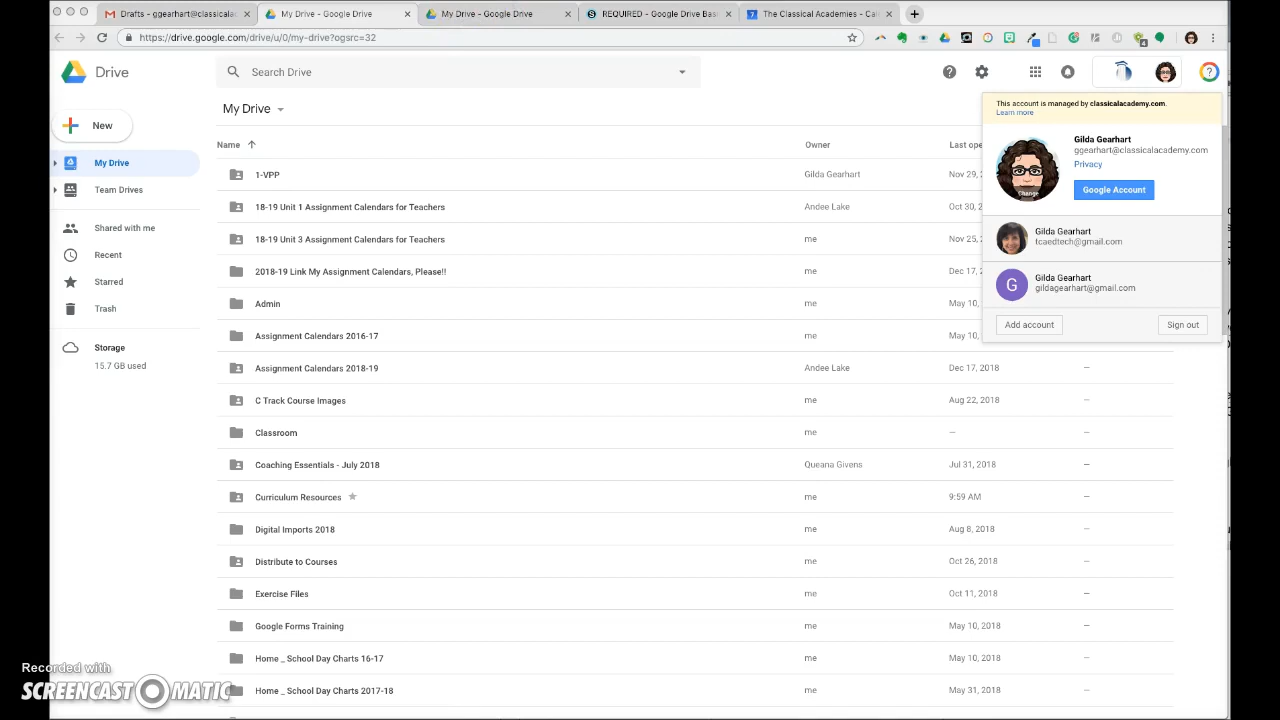 Drafts - ggearhart@classicalac
My Drive - Google Drive
My Drive - Google Drive
REQUIRED - Google Drive Bas
The Classical Academies - Cal
https://drive.google.com/drive/u/0/my-drive?ogsrc=32
Drive
Search Drive
My Drive
New
My Drive
Team Drives
Shared with me
Recent
Starred
Trash
Storage
15.7 GB used
Name Owner Last ope
1-VPP Gilda Gearhart Nov 29,
18-19 Unit 1 Assignment Calendars for Teachers Andee Lake Oct 30,
18-19 Unit 3 Assignment Calendars for Teachers me Nov 25,
2018-19 Link My Assignment Calendars, Please!! me Dec 17,
Admin me May 10,
Assignment Calendars 2016-17 me May 10,
Assignment Calendars 2018-19 Andee Lake Dec 17, 2018 —
C Track Course Images me Aug 22, 2018 —
Classroom me — —
Coaching Essentials - July 2018 Queana Givens Jul 31, 2018 —
Curriculum Resources me 9:59 AM —
Digital Imports 2018 me Aug 8, 2018 —
Distribute to Courses me Oct 26, 2018 —
Exercise Files me Oct 11, 2018 —
Google Forms Training me May 10, 2018 —
Home _ School Day Charts 16-17 me May 10, 2018 —
Home _ School Day Charts 2017-18 me May 31, 2018 —
This account is managed by classicalacademy.com.
Learn more
Gilda Gearhart
ggearhart@classicalacademy.com
Privacy
Change
Google Account
Gilda Gearhart
tcaedtech@gmail.com
G
Gilda Gearhart
gildagearhart@gmail.com
Add account
Sign out
Recorded with
SCREENCAST MATIC